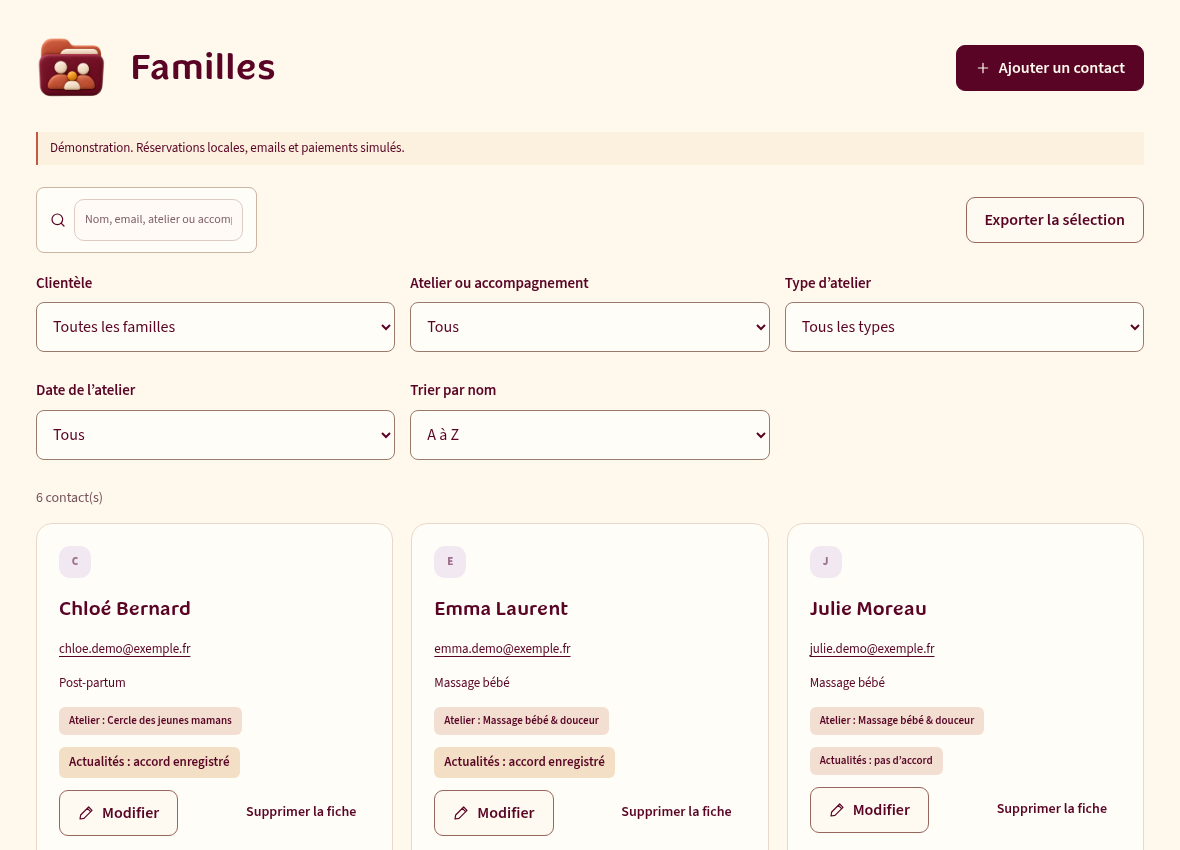 Familles
Ajouter un contact
Démonstration. Réservations locales, emails et paiements simulés.
Nom, email, atelier ou accom
Exporter la sélection
Clientèle
Atelier ou accompagnement
Type d’atelier
Toutes les familles
Tous
Tous les types
Date de l’atelier
Trier par nom
Tous
A à Z
6 contact(s)
C
E
J
Chloé Bernard
Emma Laurent
Julie Moreau
chloe.demo@exemple.fr
emma.demo@exemple.fr
julie.demo@exemple.fr
Post-partum
Massage bébé
Massage bébé
Atelier : Cercle des jeunes mamans
Atelier : Massage bébé & douceur
Atelier : Massage bébé & douceur
Actualités : accord enregistré
Actualités : accord enregistré
Actualités : pas d’accord
Modifier
Supprimer la fiche
Modifier
Supprimer la fiche
Modifier
Supprimer la fiche